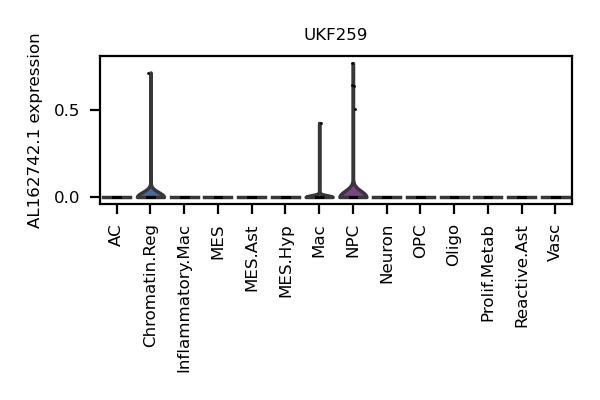 UKF259
AL162742.1 expression
0.5
0.0
AC
Chromatin.Reg
Inflammatory.Mac
MES
MES.Ast
MES.Hyp
Mac
NPC
Neuron
OPC
Oligo
Prolif.Metab
Reactive.Ast
Vasc